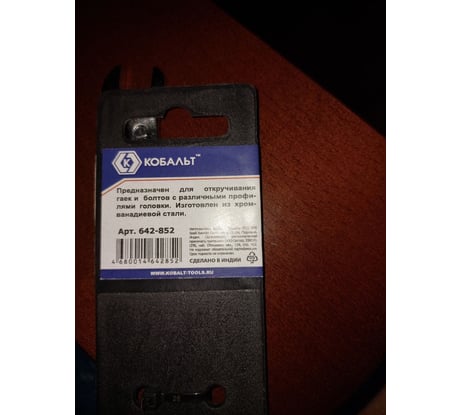 КОБАЛЬТ™
Предназначен для откручивания
гаек и болтов с различными профи-
лями головки. Изготовлен из хром-
ванадиевой стали.
Арт. 642-852
4 680014 642852
СДЕЛАНО В ИНДИИ
WWW.KOBALT-TOOLS.RU